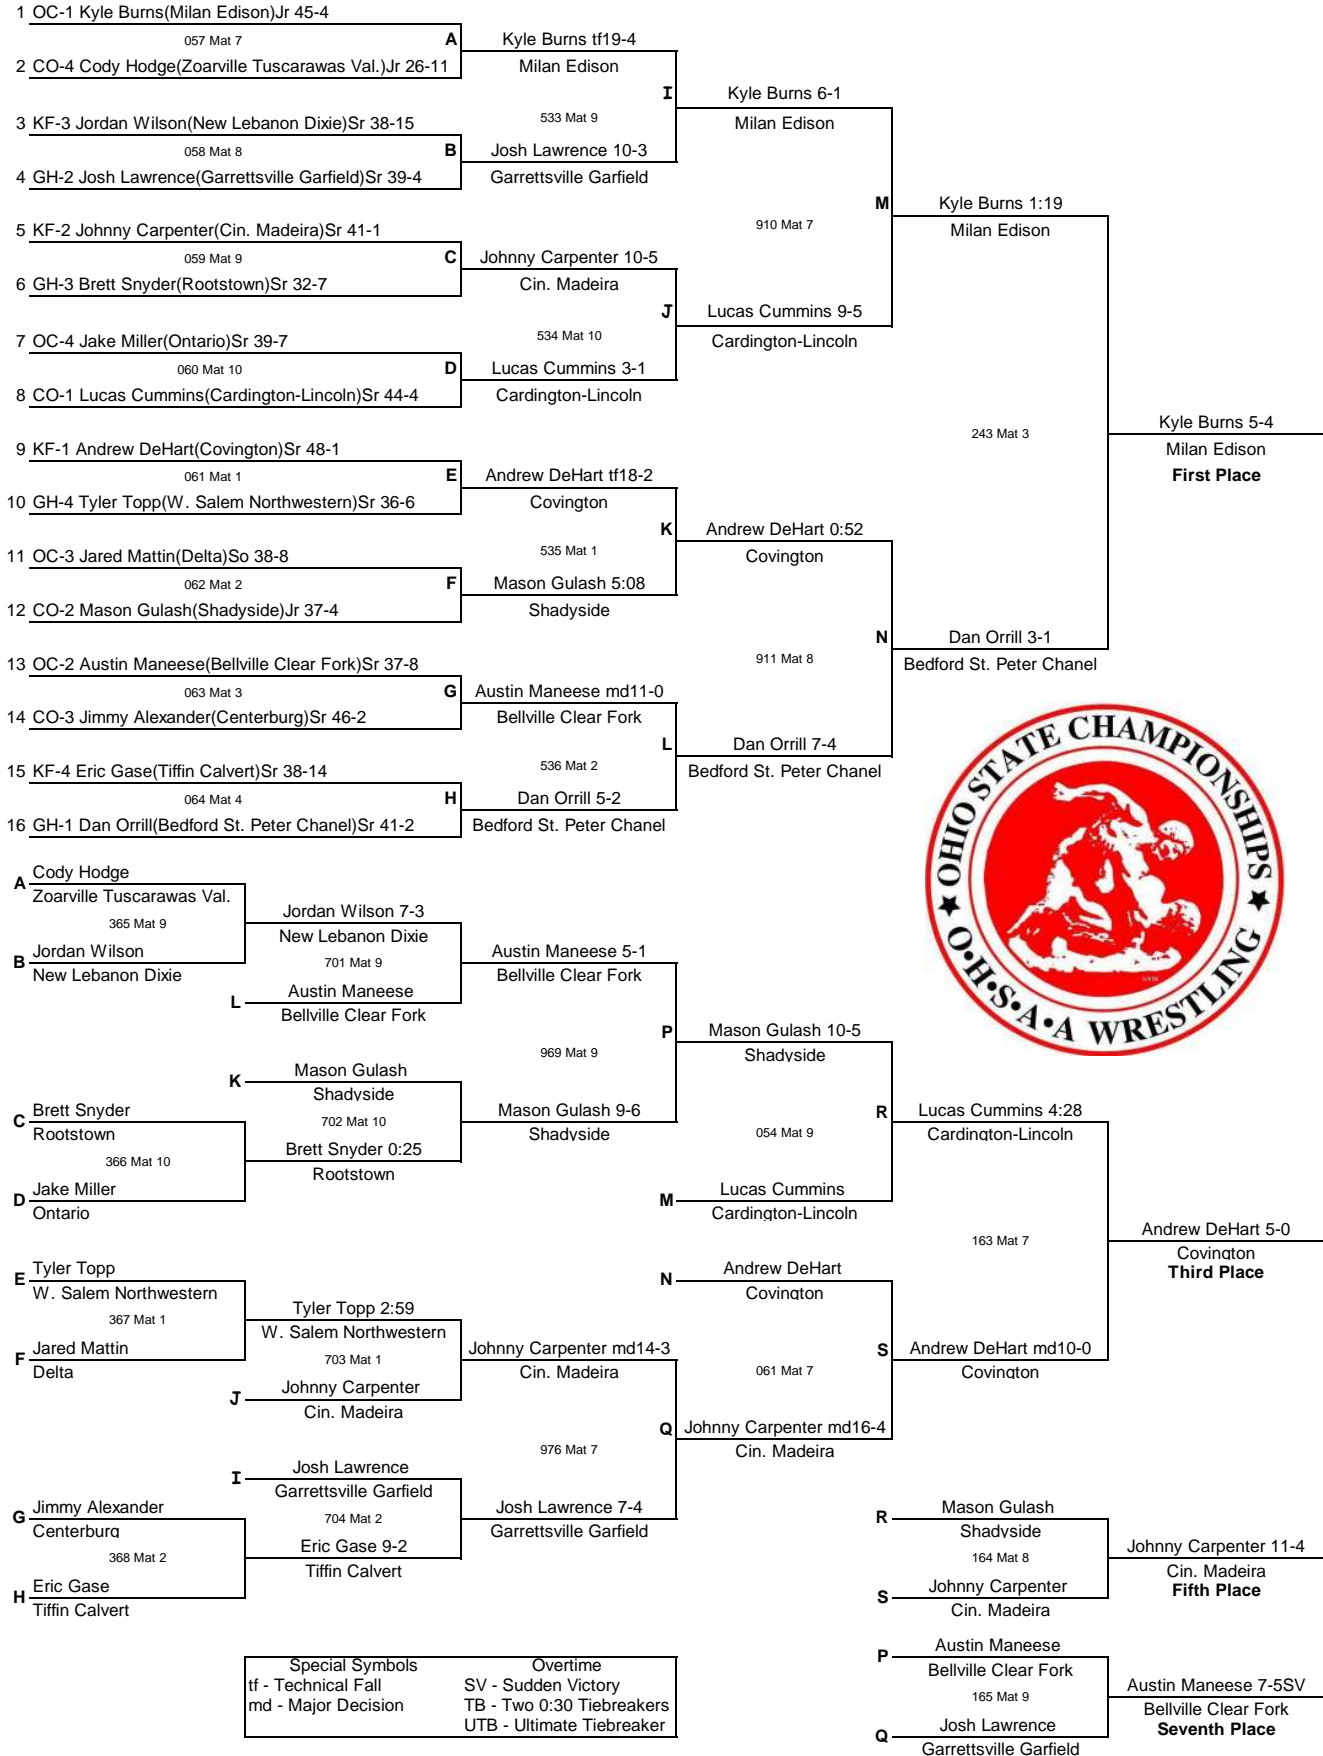 1 OC-1 Kyle Burns(Milan Edison)Jr 45-4
057 Mat 7
A
2 CO-4 Cody Hodge(Zoarville Tuscarawas Val.)Jr 26-11
Kyle Burns tf19-4
Milan Edison
3 KF-3 Jordan Wilson(New Lebanon Dixie)Sr 38-15
058 Mat 8
B
4 GH-2 Josh Lawrence(Garrettsville Garfield)Sr 39-4
I
533 Mat 9
Josh Lawrence 10-3
Garrettsville Garfield
Kyle Burns 6-1
Milan Edison
5 KF-2 Johnny Carpenter(Cin. Madeira)Sr 41-1
059 Mat 9
C
6 GH-3 Brett Snyder(Rootstown)Sr 32-7
Johnny Carpenter 10-5
Cin. Madeira
M
910 Mat 7
Kyle Burns 1:19
Milan Edison
7 OC-4 Jake Miller(Ontario)Sr 39-7
060 Mat 10
D
8 CO-1 Lucas Cummins(Cardington-Lincoln)Sr 44-4
J
534 Mat 10
Lucas Cummins 3-1
Cardington-Lincoln
Lucas Cummins 9-5
Cardington-Lincoln
243 Mat 3
Kyle Burns 5-4
Milan Edison
First Place
9 KF-1 Andrew DeHart(Covington)Sr 48-1
061 Mat 1
E
10 GH-4 Tyler Topp(W. Salem Northwestern)Sr 36-6
Andrew DeHart tf18-2
Covington
11 OC-3 Jared Mattin(Delta)So 38-8
062 Mat 2
F
12 CO-2 Mason Gulash(Shadyside)Jr 37-4
K
535 Mat 1
Mason Gulash 5:08
Shadyside
Andrew DeHart 0:52
Covington
13 OC-2 Austin Maneese(Bellville Clear Fork)Sr 37-8
063 Mat 3
G
14 CO-3 Jimmy Alexander(Centerburg)Sr 46-2
Austin Maneese md11-0
Bellville Clear Fork
N
911 Mat 8
Dan Orrill 3-1
Bedford St. Peter Chanel
15 KF-4 Eric Gase(Tiffin Calvert)Sr 38-14
064 Mat 4
H
16 GH-1 Dan Orrill(Bedford St. Peter Chanel)Sr 41-2
L
536 Mat 2
Dan Orrill 5-2
Bedford St. Peter Chanel
Dan Orrill 7-4
Bedford St. Peter Chanel
★ OHIO STATE CHAMPIONSHIPS ★
O•H•S•A•A WRESTLING
A Cody Hodge
Zoarville Tuscarawas Val.
365 Mat 9
B Jordan Wilson
New Lebanon Dixie
Jordan Wilson 7-3
New Lebanon Dixie
701 Mat 9
L Austin Maneese
Bellville Clear Fork
Austin Maneese 5-1
Bellville Clear Fork
K Mason Gulash
Shadyside
702 Mat 10
Brett Snyder 0:25
Rootstown
C Brett Snyder
Rootstown
366 Mat 10
D Jake Miller
Ontario
P
969 Mat 9
Mason Gulash 9-6
Shadyside
Mason Gulash 10-5
Shadyside
R
054 Mat 9
M Lucas Cummins
Cardington-Lincoln
Lucas Cummins 4:28
Cardington-Lincoln
163 Mat 7
Andrew DeHart 5-0
Covington
Third Place
E Tyler Topp
W. Salem Northwestern
367 Mat 1
F Jared Mattin
Delta
Tyler Topp 2:59
W. Salem Northwestern
703 Mat 1
J Johnny Carpenter
Cin. Madeira
Johnny Carpenter md14-3
Cin. Madeira
N Andrew DeHart
Covington
S
061 Mat 7
Andrew DeHart md10-0
Covington
Q
976 Mat 7
Johnny Carpenter md16-4
Cin. Madeira
I Josh Lawrence
Garrettsville Garfield
704 Mat 2
Eric Gase 9-2
Tiffin Calvert
Josh Lawrence 7-4
Garrettsville Garfield
G Jimmy Alexander
Centerburg
368 Mat 2
H Eric Gase
Tiffin Calvert
R Mason Gulash
Shadyside
164 Mat 8
S Johnny Carpenter
Cin. Madeira
Johnny Carpenter 11-4
Cin. Madeira
Fifth Place
P Austin Maneese
Bellville Clear Fork
165 Mat 9
Q Josh Lawrence
Garrettsville Garfield
Austin Maneese 7-5SV
Bellville Clear Fork
Seventh Place
Special Symbols
tf - Technical Fall
md - Major Decision
Overtime
SV - Sudden Victory
TB - Two 0:30 Tiebreakers
UTB - Ultimate Tiebreaker